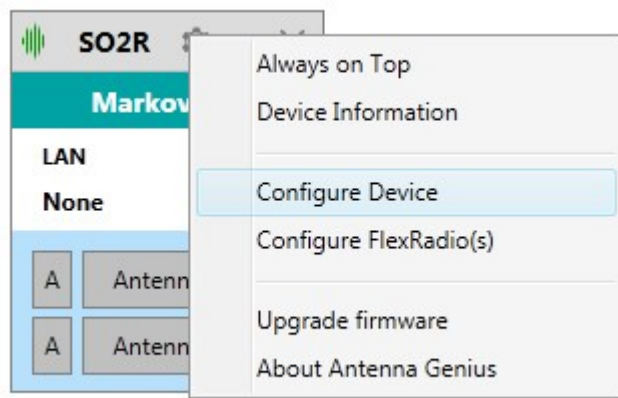 SO2R
Markov
LAN
None
A Antenn
A Antenn
Always on Top
Device Information
Configure Device
Configure FlexRadio(s)
Upgrade firmware
About Antenna Genius